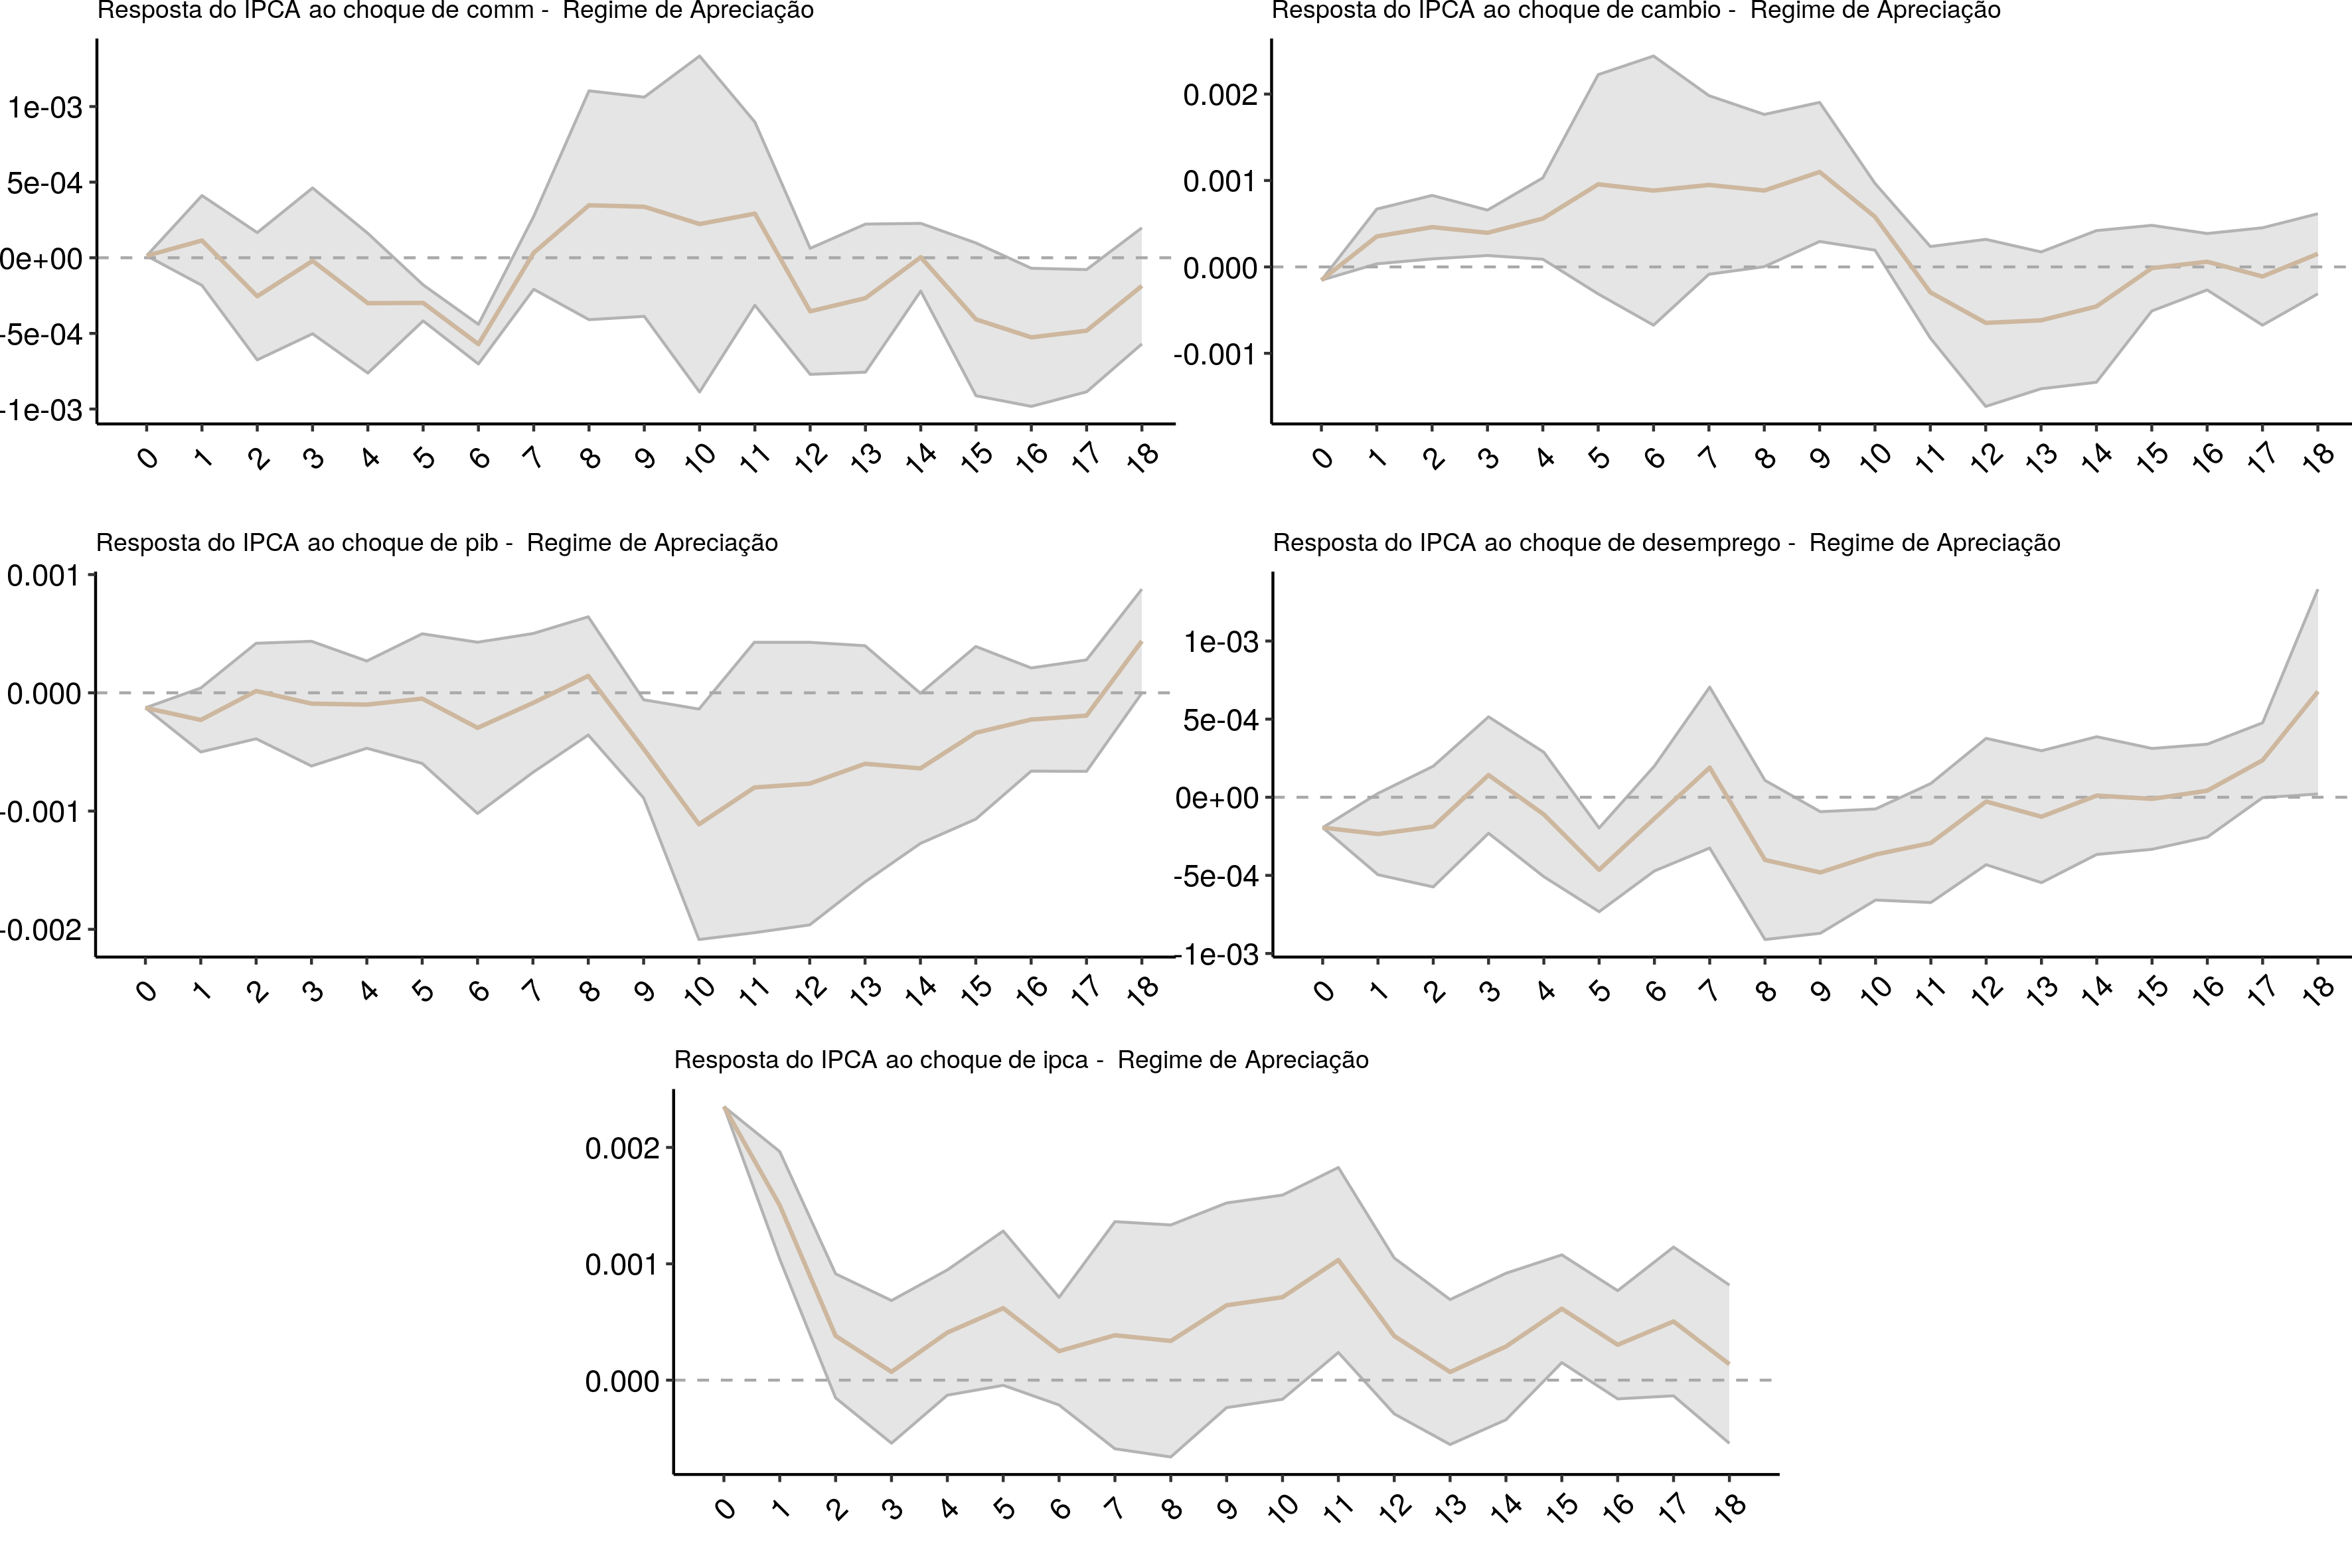 Resposta do IPCA ao choque de comm - Regime de Apreciação
1e-03
5e-04
0e+00
-5e-04
-1e-03
0 1 2 3 4 5 6 7 8 9 10 11 12 13 14 15 16 17 18
Resposta do IPCA ao choque de cambio - Regime de Apreciação
0.002
0.001
0.000
-0.001
0 1 2 3 4 5 6 7 8 9 10 11 12 13 14 15 16 17 18
Resposta do IPCA ao choque de pib - Regime de Apreciação
0.001
0.000
-0.001
-0.002
0 1 2 3 4 5 6 7 8 9 10 11 12 13 14 15 16 17 18
Resposta do IPCA ao choque de desemprego - Regime de Apreciação
1e-03
5e-04
0e+00
-5e-04
-1e-03
0 1 2 3 4 5 6 7 8 9 10 11 12 13 14 15 16 17 18
Resposta do IPCA ao choque de ipca - Regime de Apreciação
0.002
0.001
0.000
0 1 2 3 4 5 6 7 8 9 10 11 12 13 14 15 16 17 18